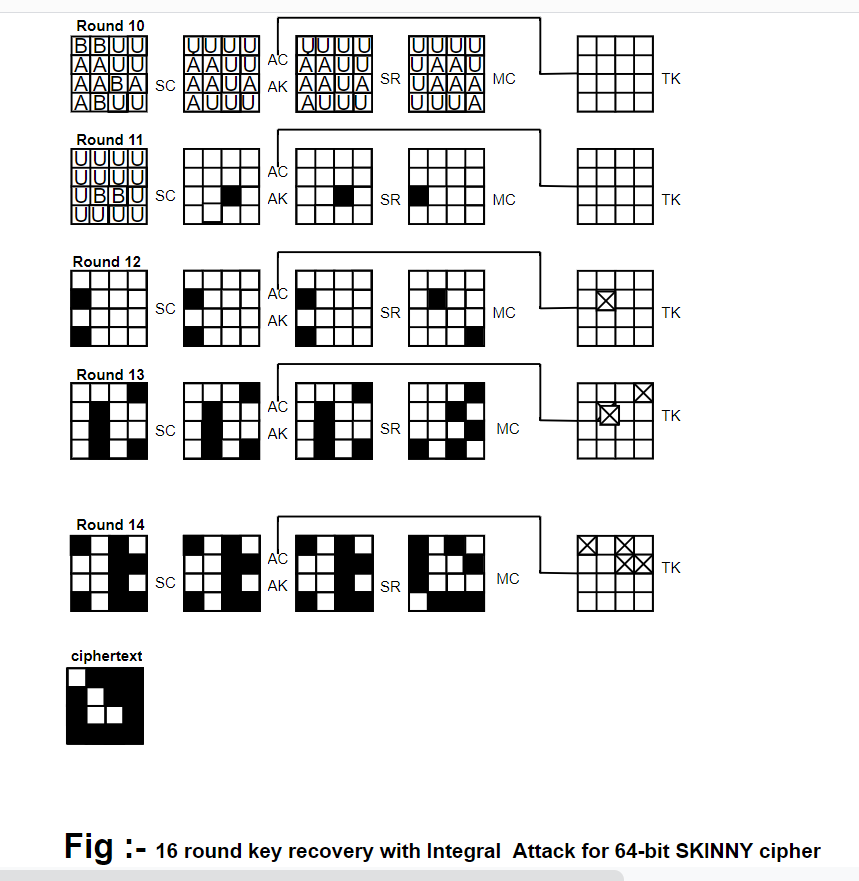 Round 10
B B U U U U U U U U U U U U U U
A A U U A A U U AC A A U U U A A U
A A B A SC A A U A AK A A U A SR U A A A MC TK
A B U U A U U U A U U U U U U A
Round 11
U U U U
U U U U AC
U B B U SC AK SR MC TK
U U U U
Round 12
AC
SC AK SR MC TK
Round 13
AC
SC AK SR MC TK
Round 14
AC
SC AK SR MC TK
ciphertext
Fig :- 16 round key recovery with Integral Attack for 64-bit SKINNY cipher